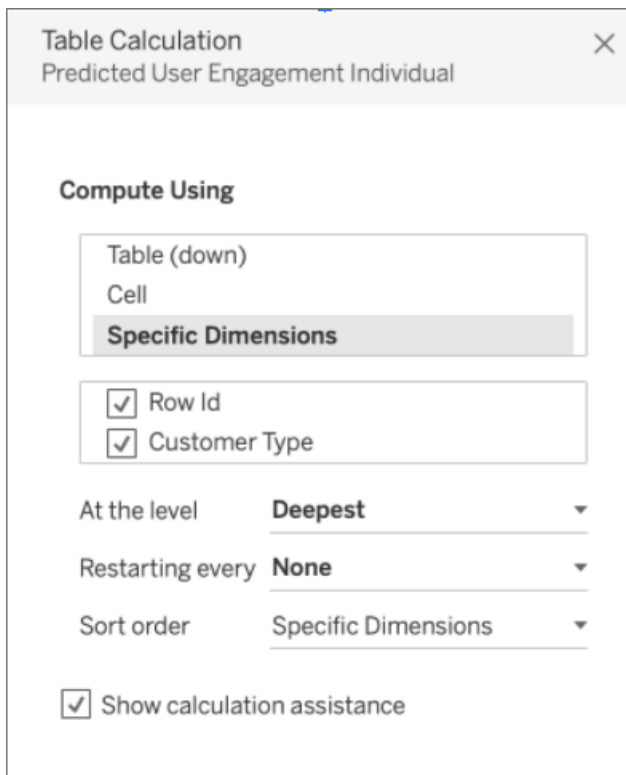 Table Calculation
Predicted User Engagement Individual
Compute Using
Table (down)
Cell
Specific Dimensions
Row Id
Customer Type
At the level Deepest
Restarting every None
Sort order Specific Dimensions
Show calculation assistance